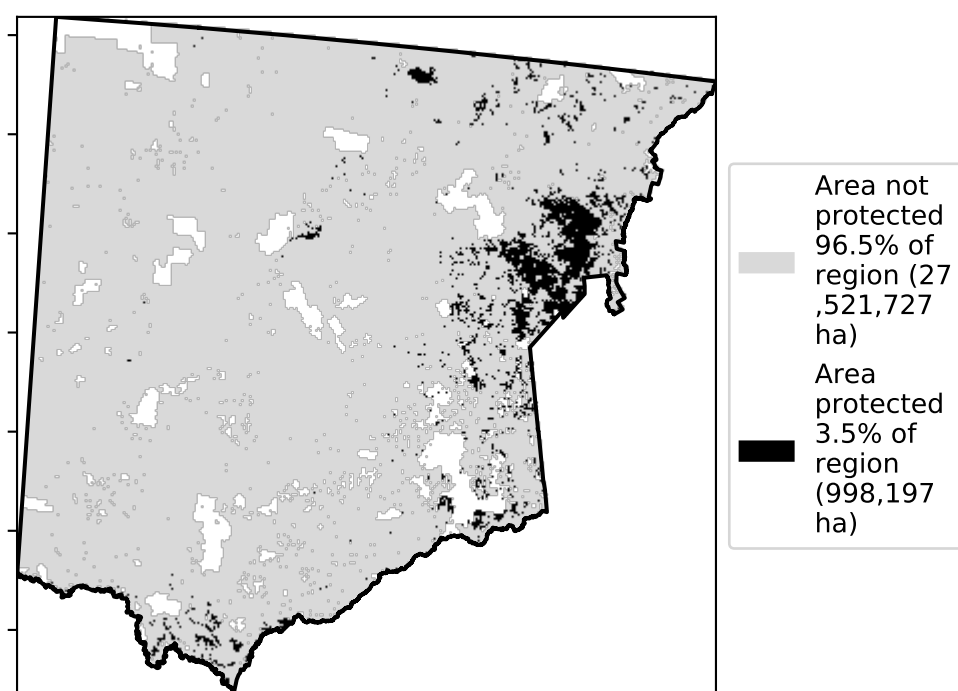 Area not
protected
96.5% of
region (27
,521,727
ha)
Area
protected
3.5% of
region
(998,197
ha)